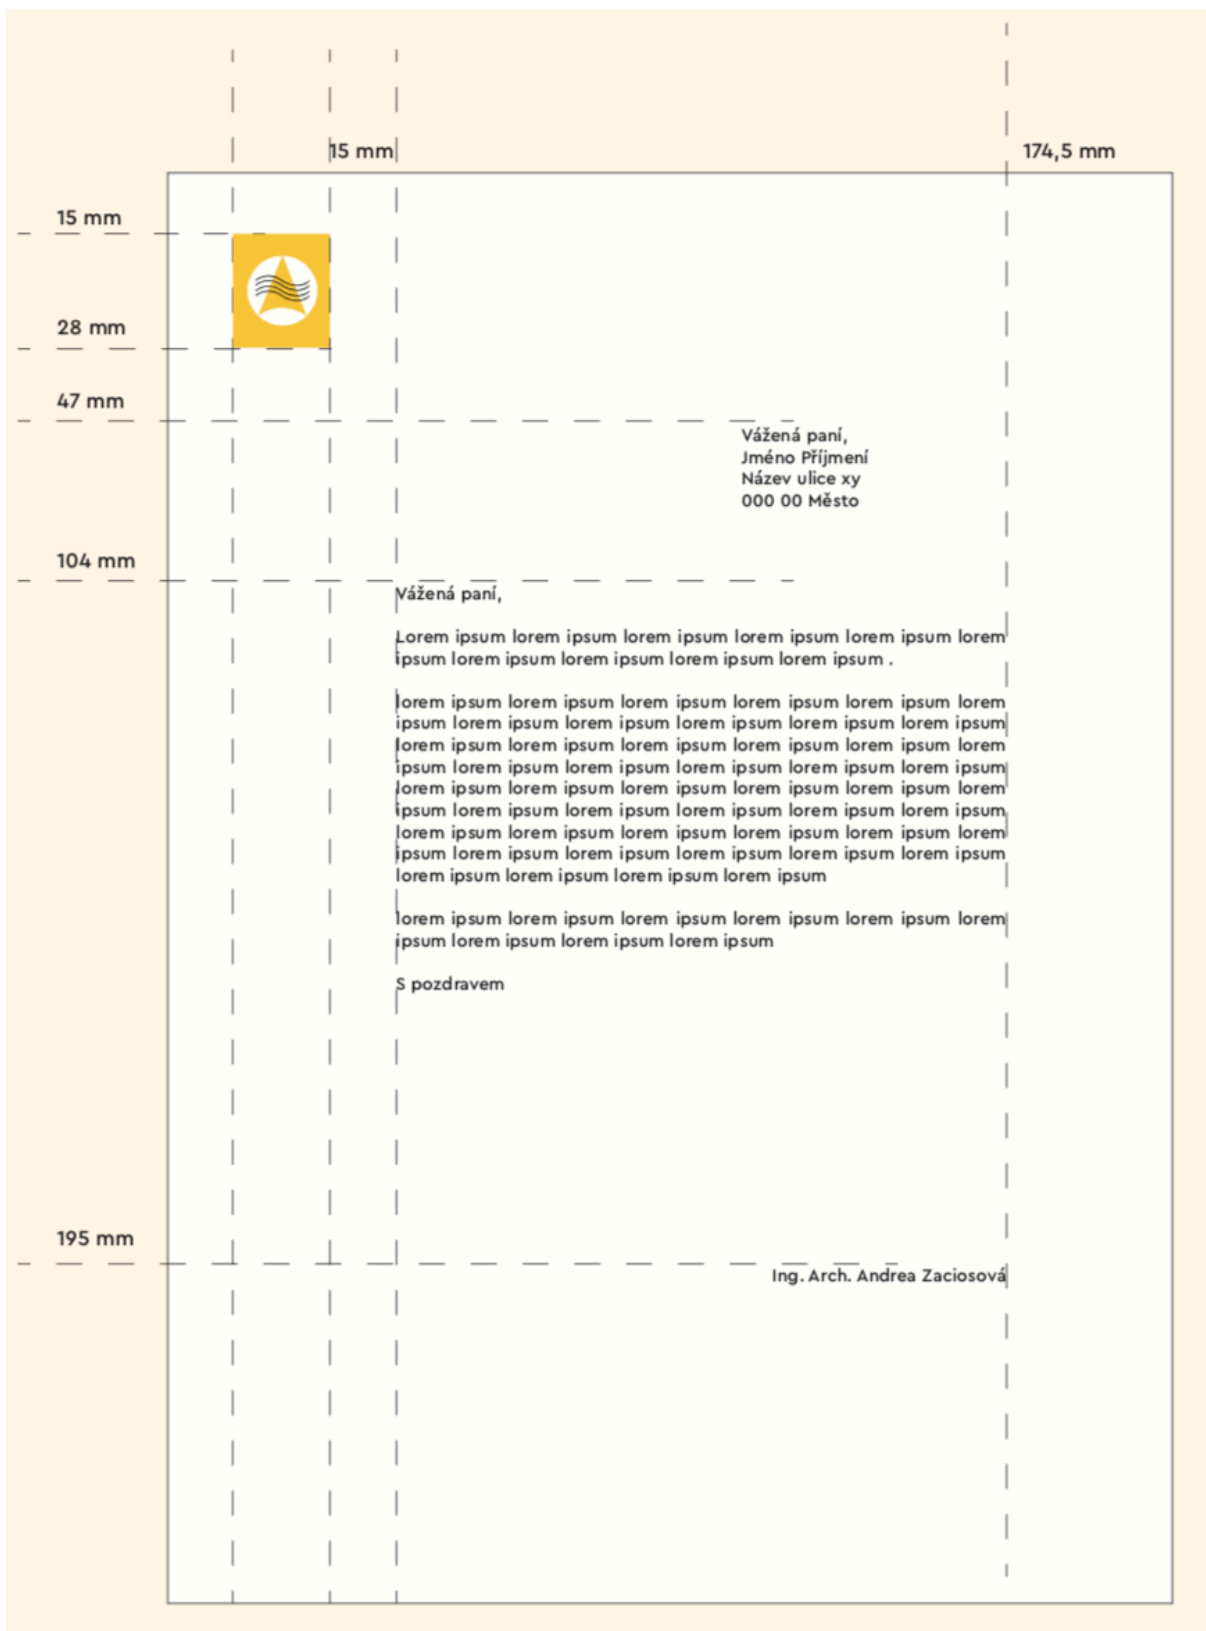 15 mm
174,5 mm
15 mm
28 mm
47 mm
Vážená paní,
Jméno Příjmení
Název ulice xy
000 00 Město
104 mm
Vážená paní,
Lorem ipsum lorem ipsum lorem ipsum lorem ipsum lorem ipsum lorem
ipsum lorem ipsum lorem ipsum lorem ipsum lorem ipsum .
lorem ipsum lorem ipsum lorem ipsum lorem ipsum lorem ipsum lorem
ipsum lorem ipsum lorem ipsum lorem ipsum lorem ipsum lorem ipsum
lorem ipsum lorem ipsum lorem ipsum lorem ipsum lorem ipsum lorem
ipsum lorem ipsum lorem ipsum lorem ipsum lorem ipsum lorem ipsum
lorem ipsum lorem ipsum lorem ipsum lorem ipsum lorem ipsum lorem
ipsum lorem ipsum lorem ipsum lorem ipsum lorem ipsum lorem ipsum
lorem ipsum lorem ipsum lorem ipsum lorem ipsum lorem ipsum lorem
ipsum lorem ipsum lorem ipsum lorem ipsum lorem ipsum lorem ipsum
lorem ipsum lorem ipsum lorem ipsum lorem ipsum
lorem ipsum lorem ipsum lorem ipsum lorem ipsum lorem ipsum lorem
ipsum lorem ipsum lorem ipsum lorem ipsum
S pozdravem
195 mm
Ing. Arch. Andrea Zaciosová